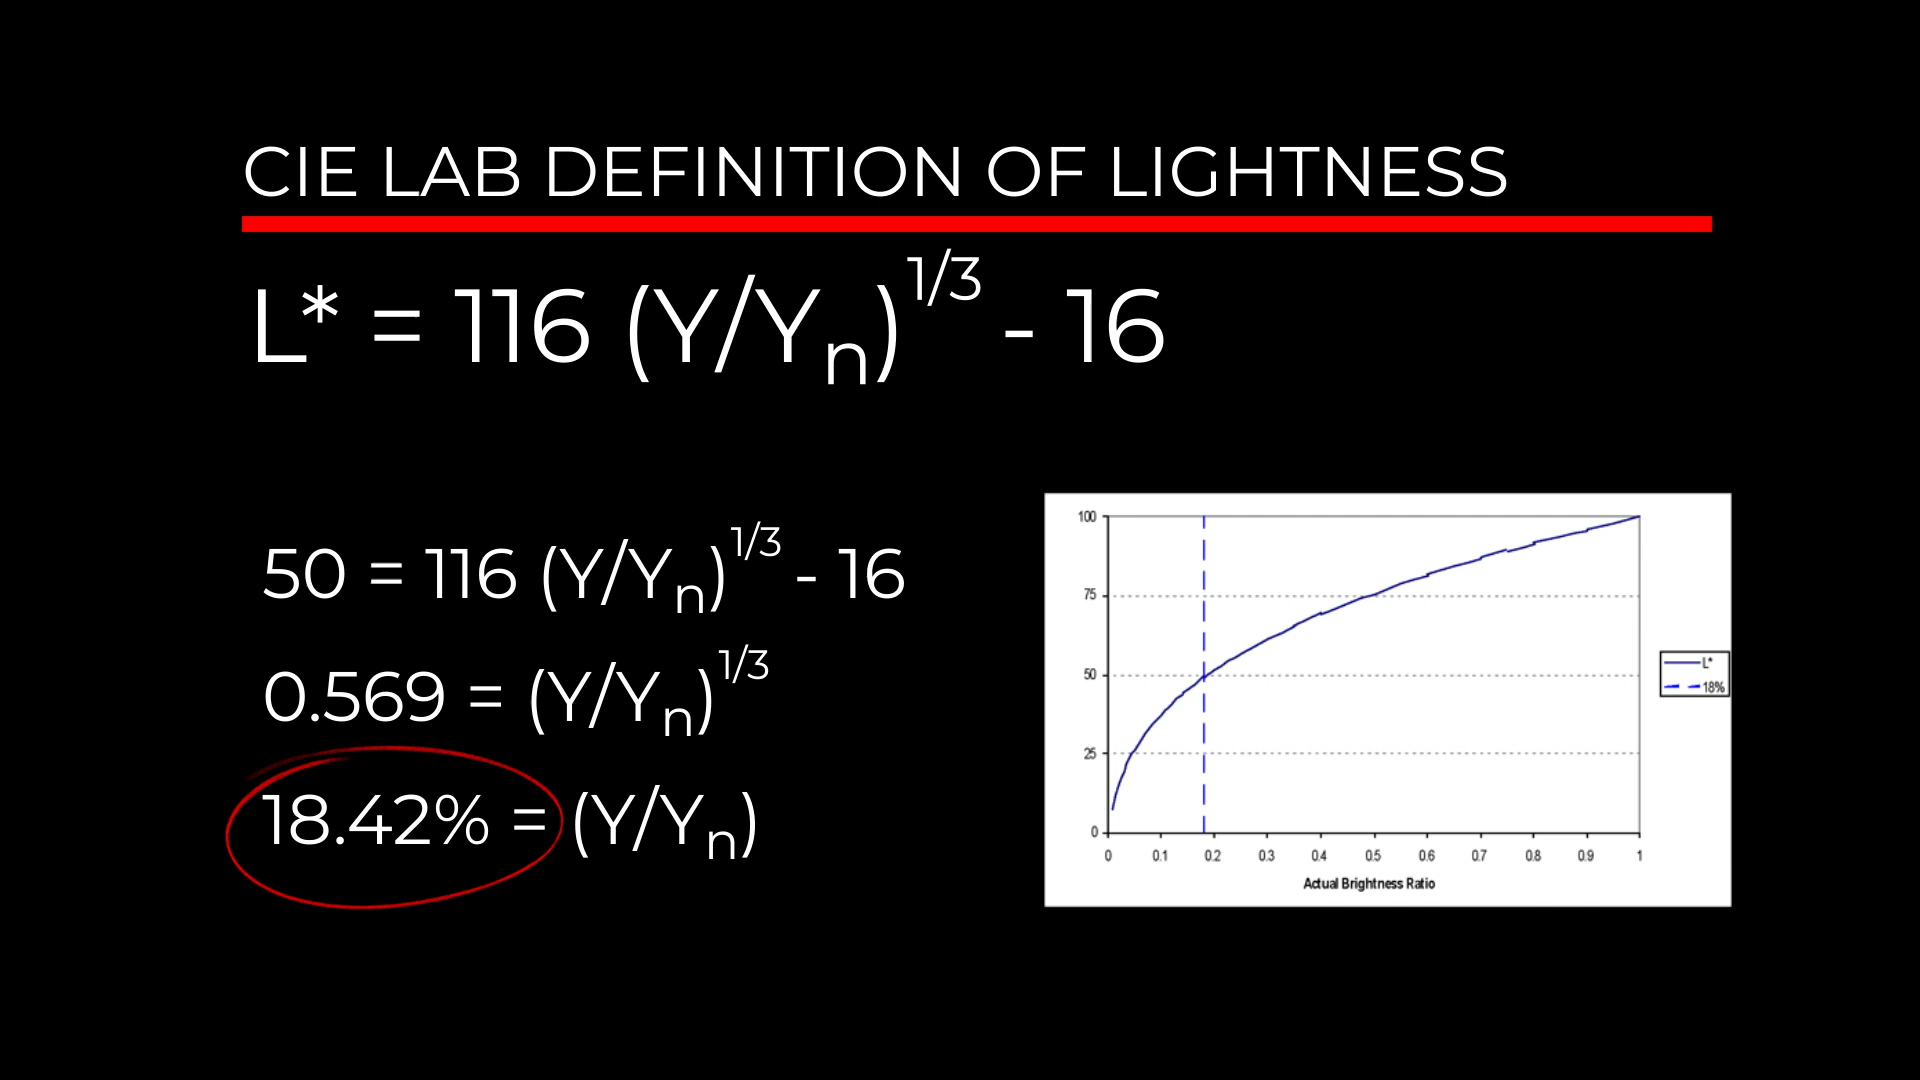 CIE LAB DEFINITION OF LIGHTNESS
L* = 116 (Y/Yn)^1/3 - 16
50 = 116 (Y/Yn)^1/3 - 16
0.569 = (Y/Yn)^1/3
18.42% = (Y/Yn)
100
75
50
25
0
0 0.1 0.2 0.3 0.4 0.5 0.6 0.7 0.8 0.9 1
Actual Brightness Ratio
L*
18%